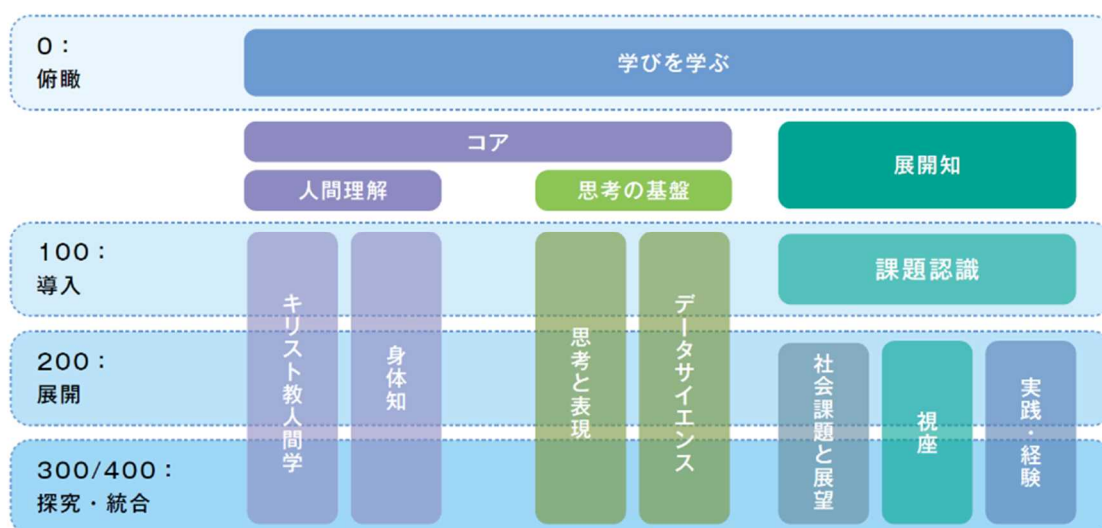 0：
俯瞰
学びを学ぶ
コア
展開知
人間理解
思考の基盤
100：
導入
課題認識
キリスト教人間学
身体知
思考と表現
データサイエンス
200：
展開
社会課題と展望
視座
実践・経験
300/400：
探究・統合